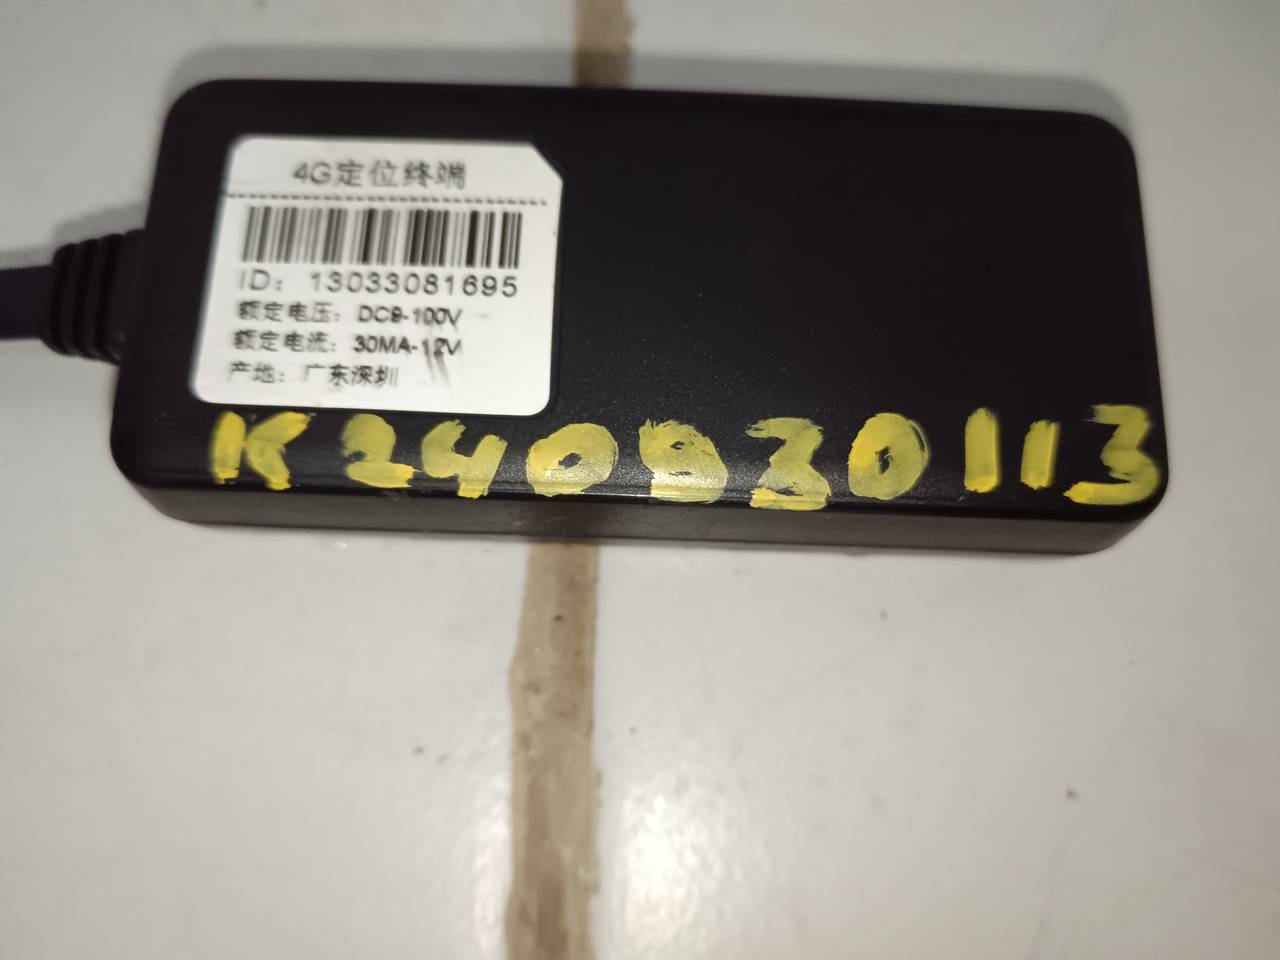 4G定位终端
ID: 13033081695
额定电压: DC9-100V
额定电流: 30MA-12V
产地: 广东深圳
K240930113